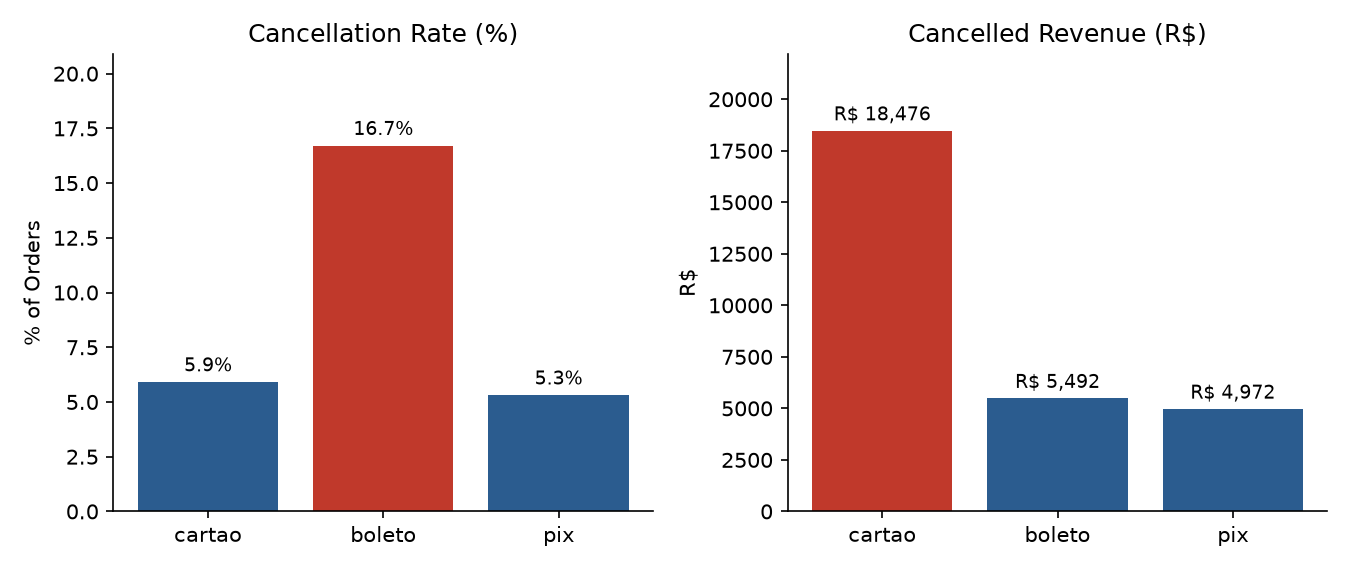 Cancellation Rate (%)
% of Orders
20.0
17.5
15.0
12.5
10.0
7.5
5.0
2.5
0.0
5.9%
16.7%
5.3%
cartao
boleto
pix
Cancelled Revenue (R$)
R$
20000
17500
15000
12500
10000
7500
5000
2500
0
R$ 18,476
R$ 5,492
R$ 4,972
cartao
boleto
pix